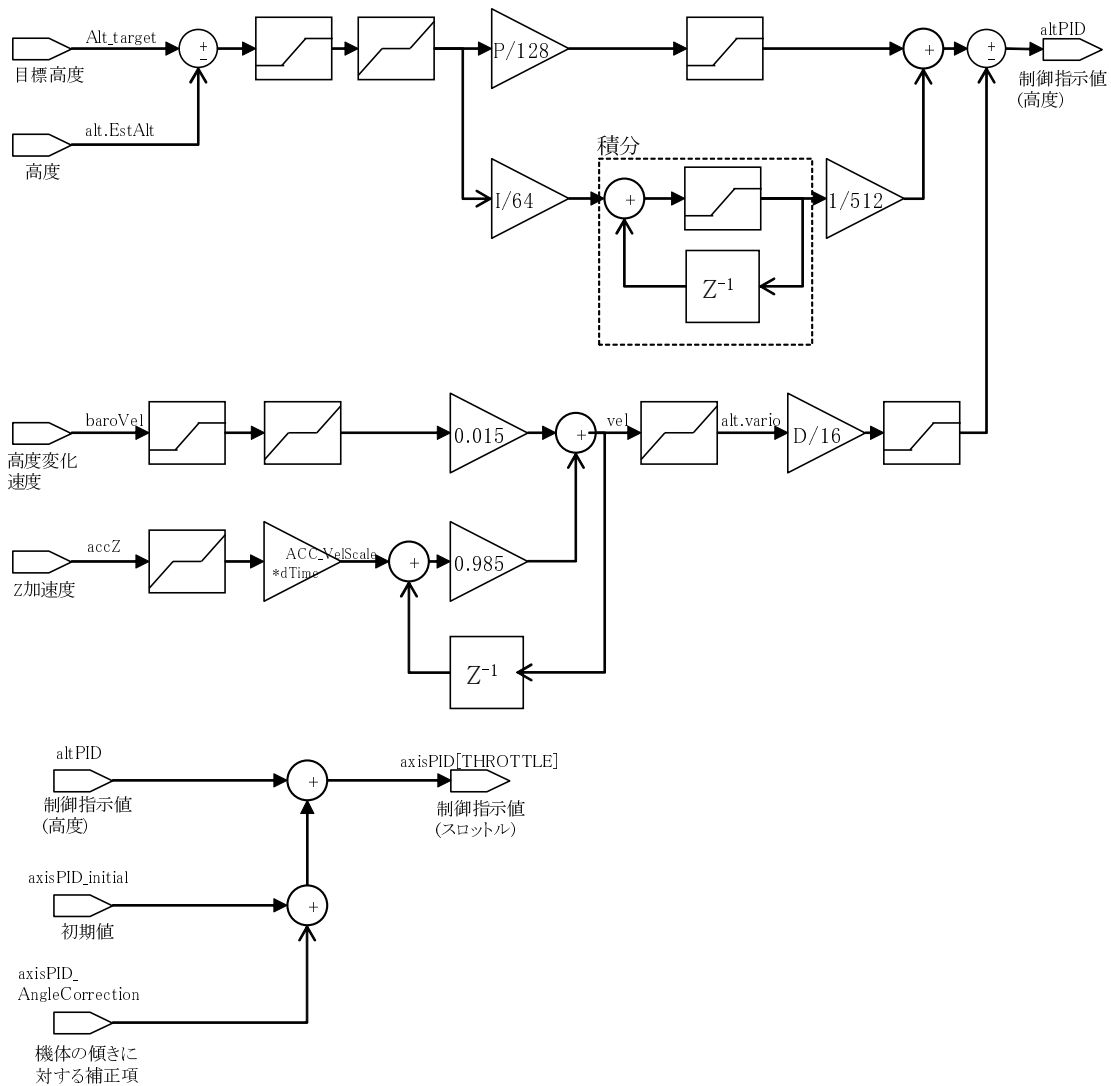 Alt_target
目標高度
+
−
P/128
+
+
−
altPID
制御指示値
(高度)
alt.EstAlt
高度
積分
I/64
+
1/512
Z⁻¹
baroVel
高度変化
速度
0.015
+
vel
alt.vario
D/16
accZ
Z加速度
ACC_VelScale
*dTime
+
0.985
Z⁻¹
altPID
制御指示値
(高度)
+
axisPID[THROTTLE]
制御指示値
(スロットル)
axisPID_initial
初期値
+
axisPID_
AngleCorrection
機体の傾きに
対する補正項